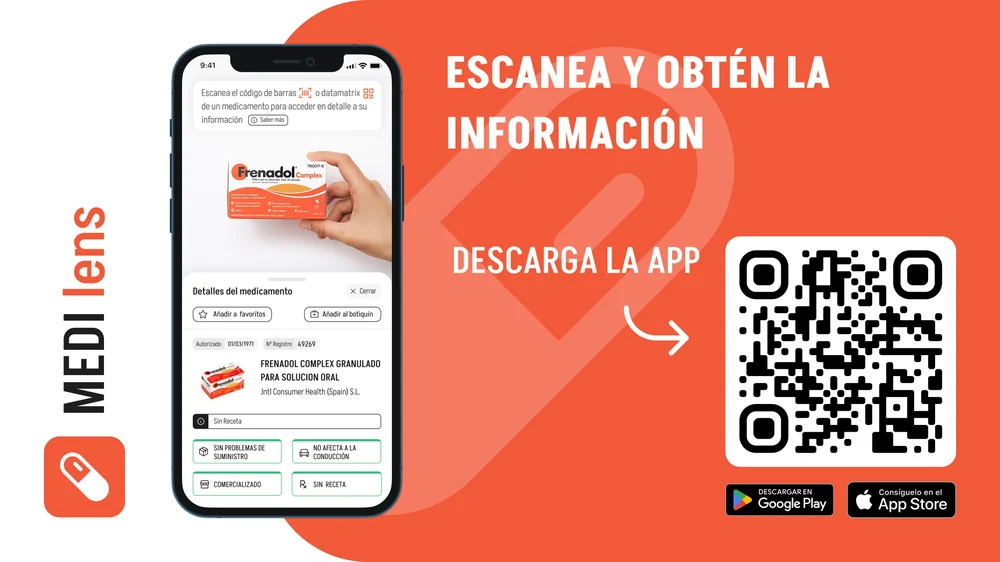 MEDI lens
9:41
Escanea el código de barras o datamatrix
de un medicamento para acceder en detalle a su
información Saber más
Frenadol
Complex
Detalles del medicamento
Cerrar
Añadir a favoritos
Añadir al botiquín
Autorizado 01/03/1971 Nº Registro 49269
Frenadol
FRENADOL COMPLEX GRANULADO
PARA SOLUCION ORAL
Jntl Consumer Health (Spain) S.L.
Sin Receta
SIN PROBLEMAS DE
SUMINISTRO
NO AFECTA A LA
CONDUCCIÓN
COMERCIALIZADO
SIN RECETA
ESCANEA Y OBTÉN LA
INFORMACIÓN
DESCARGA LA APP
DESCARGAR EN
Google Play
Consíguelo en el
App Store